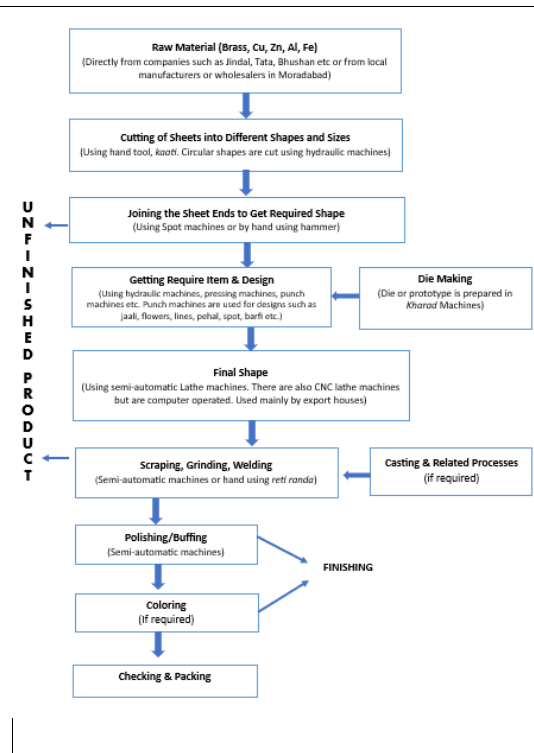 Raw Material (Brass, Cu, Zn, Al, Fe)
(Directly from companies such as Jindal, Tata, Bhushan etc or from local
manufacturers or wholesalers in Moradabad)
Cutting of Sheets into Different Shapes and Sizes
(Using hand tool, kaati. Circular shapes are cut using hydraulic machines)
UNFINISHED PRODUCT
Joining the Sheet Ends to Get Required Shape
(Using Spot machines or by hand using hammer)
Getting Require Item & Design
(Using hydraulic machines, pressing machines, punch
machines etc. Punch machines are used for designs such as
jaali, flowers, lines, pehal, spot, barfi etc.)
Die Making
(Die or prototype is prepared in
Kharad Machines)
Final Shape
(Using semi-automatic Lathe machines. There are also CNC lathe machines
but are computer operated. Used mainly by export houses)
Scraping, Grinding, Welding
(Semi-automatic machines or hand using reti randa)
Casting & Related Processes
(if required)
Polishing/Buffing
(Semi-automatic machines)
FINISHING
Coloring
(If required)
Checking & Packing